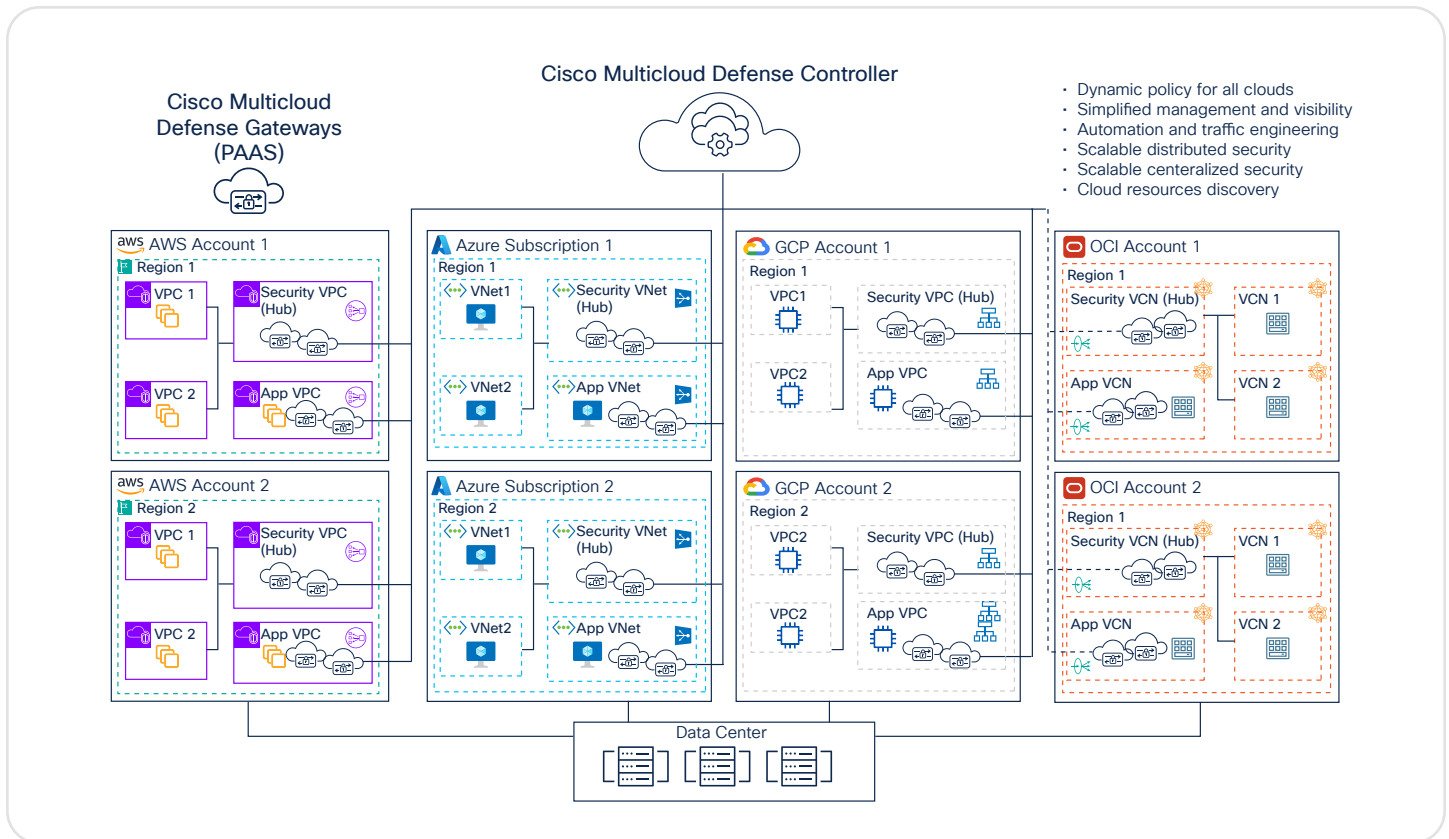 Cisco Multicloud Defense Controller
Cisco Multicloud
Defense Gateways
(PAAS)
· Dynamic policy for all clouds
· Simplified management and visibility
· Automation and traffic engineering
· Scalable distributed security
· Scalable centeralized security
· Cloud resources discovery
aws AWS Account 1
Region 1
VPC 1
Security VPC
(Hub)
VPC 2
App VPC
Azure Subscription 1
Region 1
VNet1
Security VNet
(Hub)
VNet2
App VNet
GCP Account 1
Region 1
VPC1
Security VPC (Hub)
VPC2
App VPC
OCI Account 1
Region 1
Security VCN (Hub)
VCN 1
App VCN
VCN 2
aws AWS Account 2
Region 2
VPC 1
Security VPC
(Hub)
VPC 2
App VPC
Azure Subscription 2
Region 2
VNet1
Security VNet
(Hub)
VNet2
App VNet
GCP Account 2
Region 2
VPC2
Security VPC (Hub)
VPC2
App VPC
OCI Account 2
Region 1
Security VCN (Hub)
VCN 1
App VCN
VCN 2
Data Center